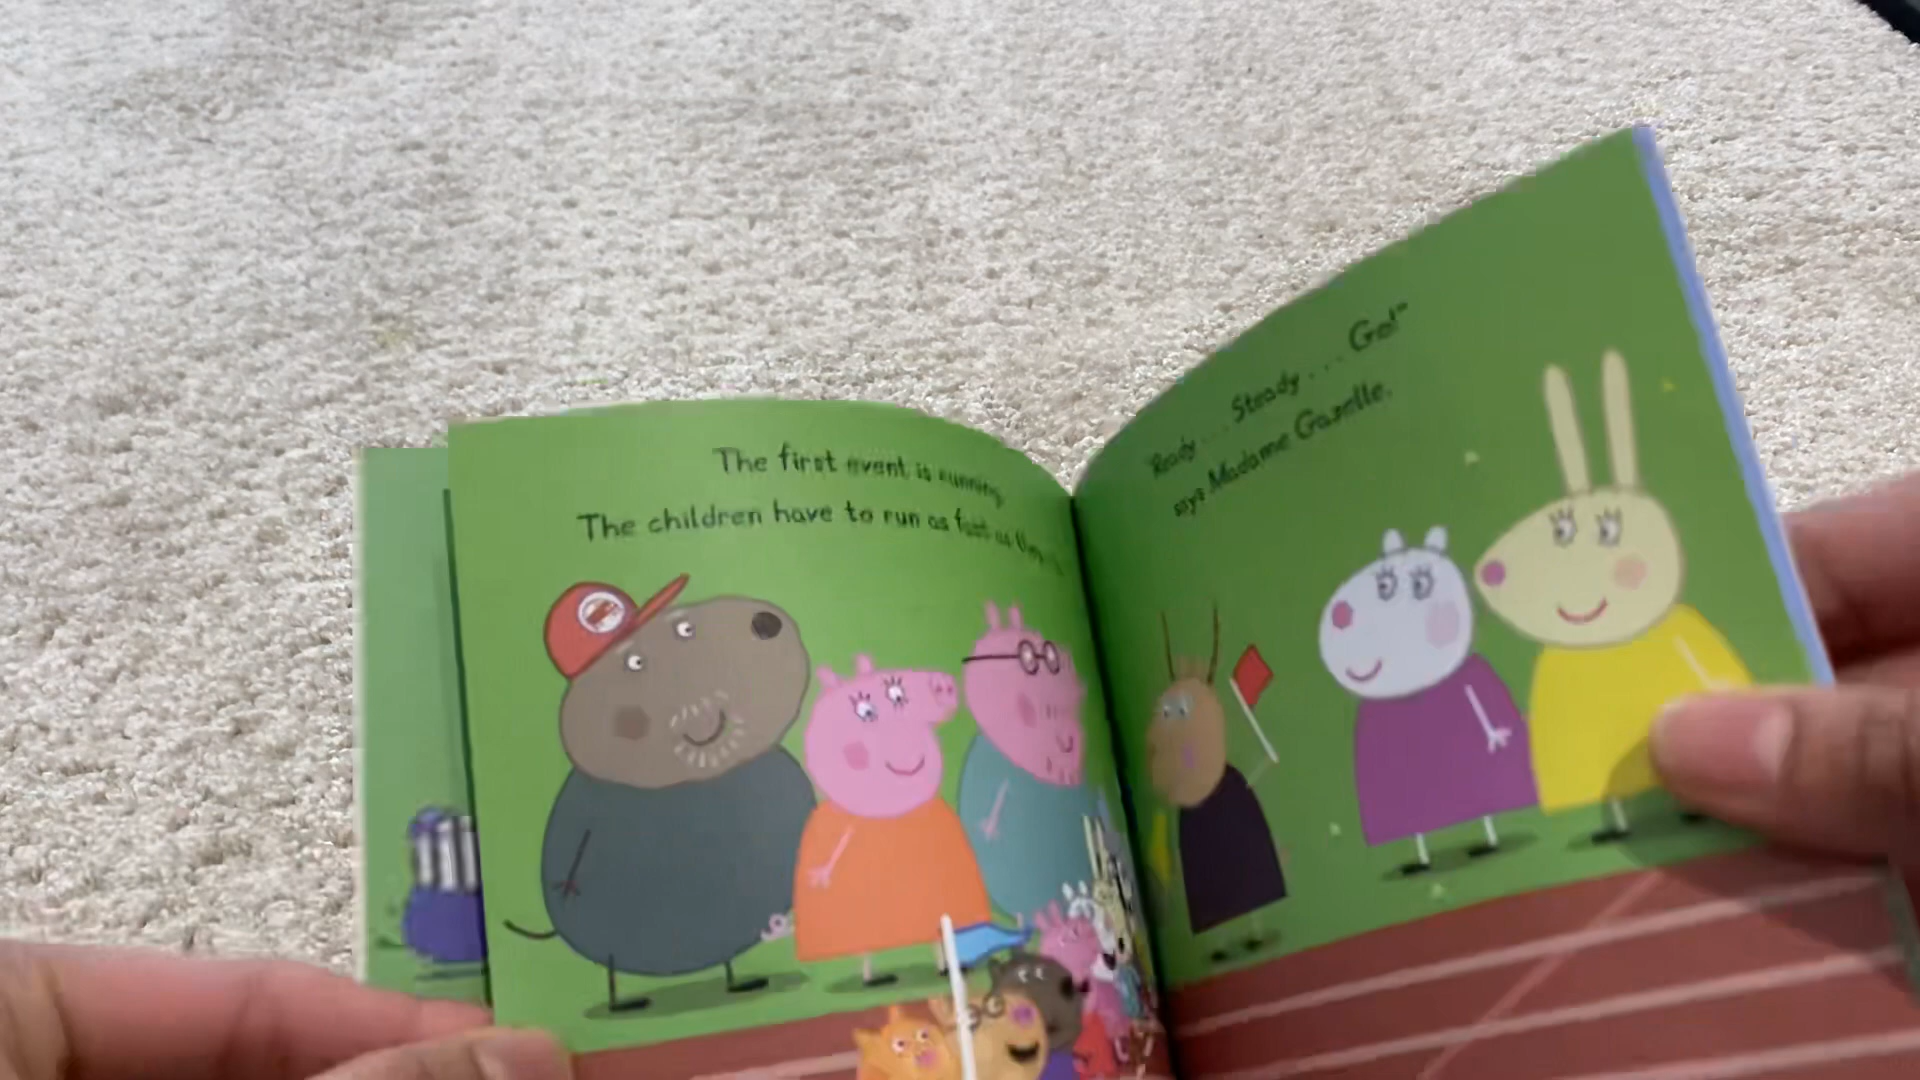 The first event is running.
The children have to run as fast as they
"Ready . . . Steady . . . Go!"
says Madame Gazelle.